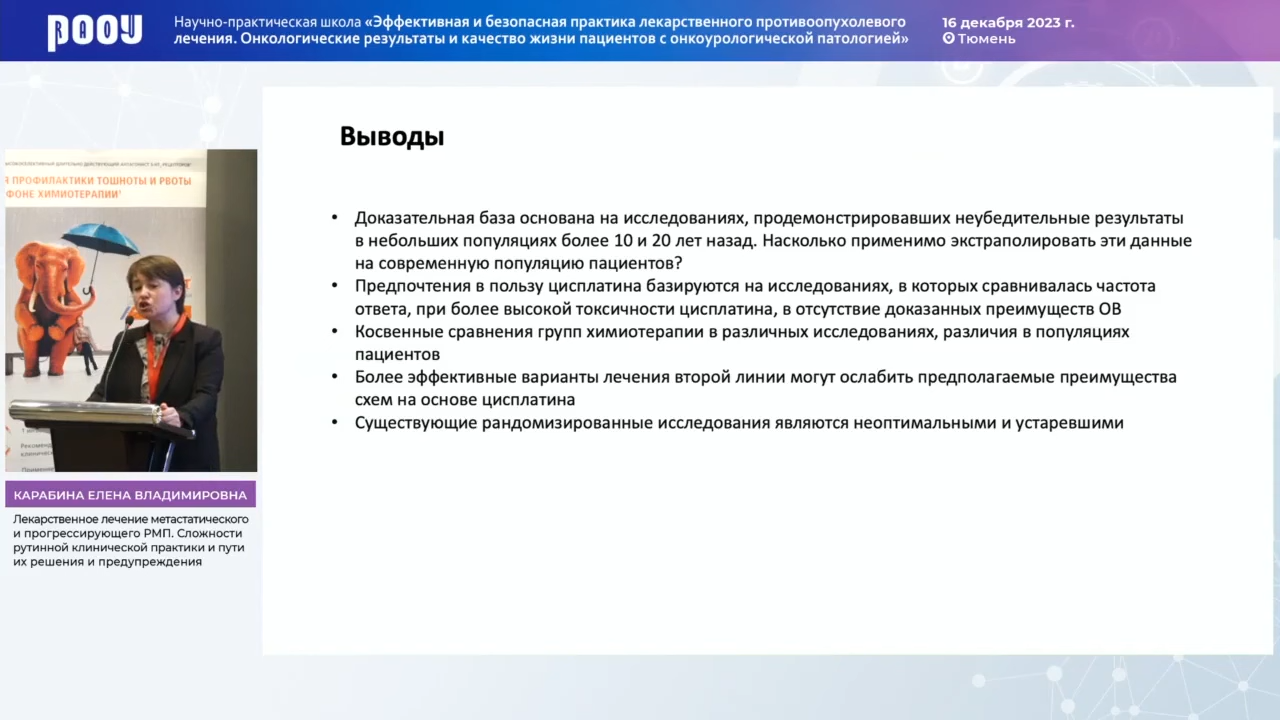 РАОУ
Научно-практическая школа «Эффективная и безопасная практика лекарственного противоопухолевого
лечения. Онкологические результаты и качество жизни пациентов с онкоурологической патологией»
16 декабря 2023 г.
Тюмень
Выводы
• Доказательная база основана на исследованиях, продемонстрировавших неубедительные результаты
в небольших популяциях более 10 и 20 лет назад. Насколько применимо экстраполировать эти данные
на современную популяцию пациентов?
• Предпочтения в пользу цисплатина базируются на исследованиях, в которых сравнивалась частота
ответа, при более высокой токсичности цисплатина, в отсутствие доказанных преимуществ ОВ
• Косвенные сравнения групп химиотерапии в различных исследованиях, различия в популяциях
пациентов
• Более эффективные варианты лечения второй линии могут ослабить предполагаемые преимущества
схем на основе цисплатина
• Существующие рандомизированные исследования являются неоптимальными и устаревшими
Я ПРОФИЛАКТИКИ ТОШНОТЫ И РВОТЫ
ФОНЕ ХИМИОТЕРАПИИ
КАРАБИНА ЕЛЕНА ВЛАДИМИРОВНА
Лекарственное лечение метастатического
и прогрессирующего РМП. Сложности
рутинной клинической практики и пути
их решения и предупреждения